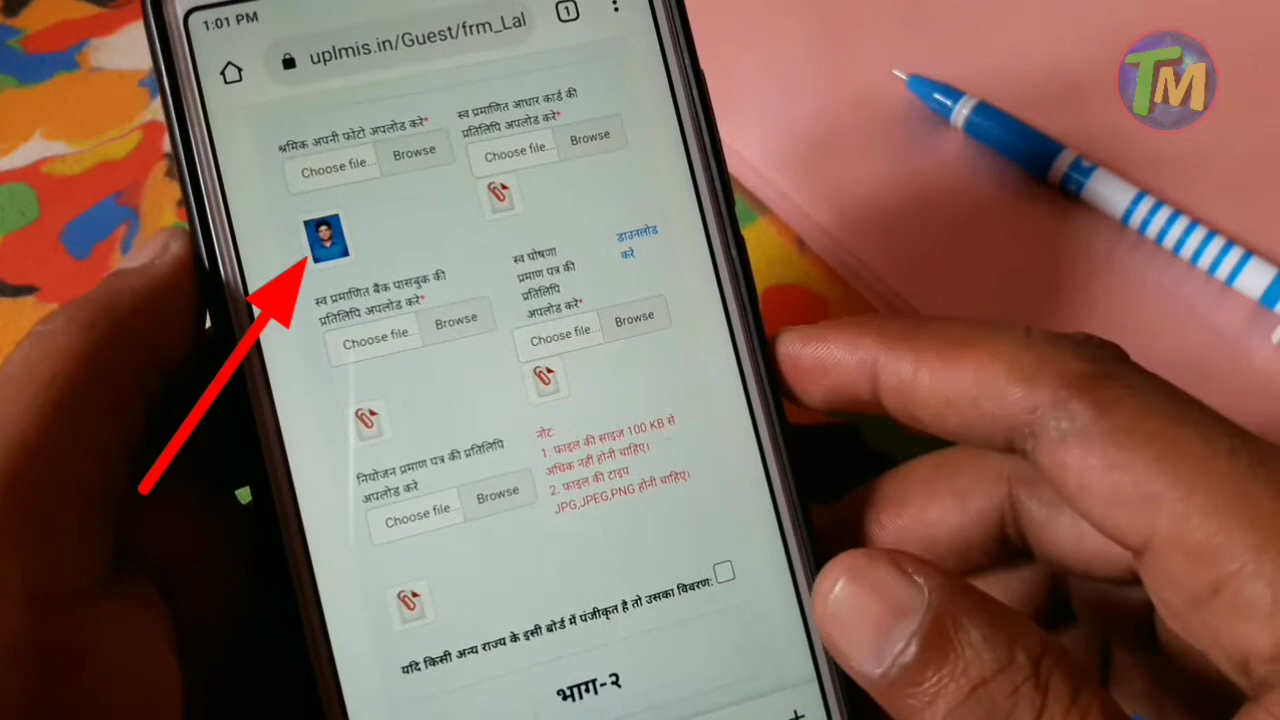 1:01 PM
uplmis.in/Guest/frm_Lal
1
श्रमिक अपनी फोटो अपलोड करे*
Choose file...
Browse
स्व प्रमाणित आधार कार्ड की
प्रतिलिपि अपलोड करे*
Choose file...
Browse
स्व प्रमाणित बैंक पासबुक की
प्रतिलिपि अपलोड करे*
Choose file...
Browse
स्व घोषणा
प्रमाण पत्र की
प्रतिलिपि
अपलोड करे*
डाउनलोड
करे
Choose file...
Browse
नियोजन प्रमाण पत्र की प्रतिलिपि
अपलोड करे
Choose file...
Browse
नोट:
1. फाइल की साइज़ 100 KB से
अधिक नहीं होनी चाहिए।
2. फाइल की टाइप
JPG,JPEG,PNG होनी चाहिए।
यदि किसी अन्य राज्य के इसी बोर्ड में पंजीकृत है तो उसका विवरण:
भाग-२
TM